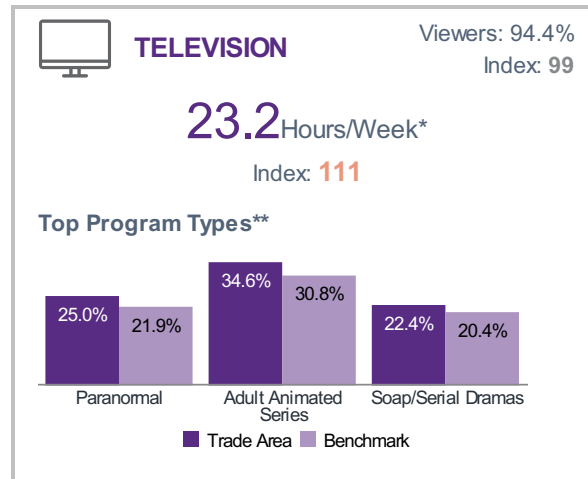 TELEVISION
Viewers: 94.4%
Index: 99
23.2Hours/Week*
Index: 111
Top Program Types**
25.0%
21.9%
34.6%
30.8%
22.4%
20.4%
Paranormal
Adult Animated
Series
Soap/Serial Dramas
Trade Area
Benchmark